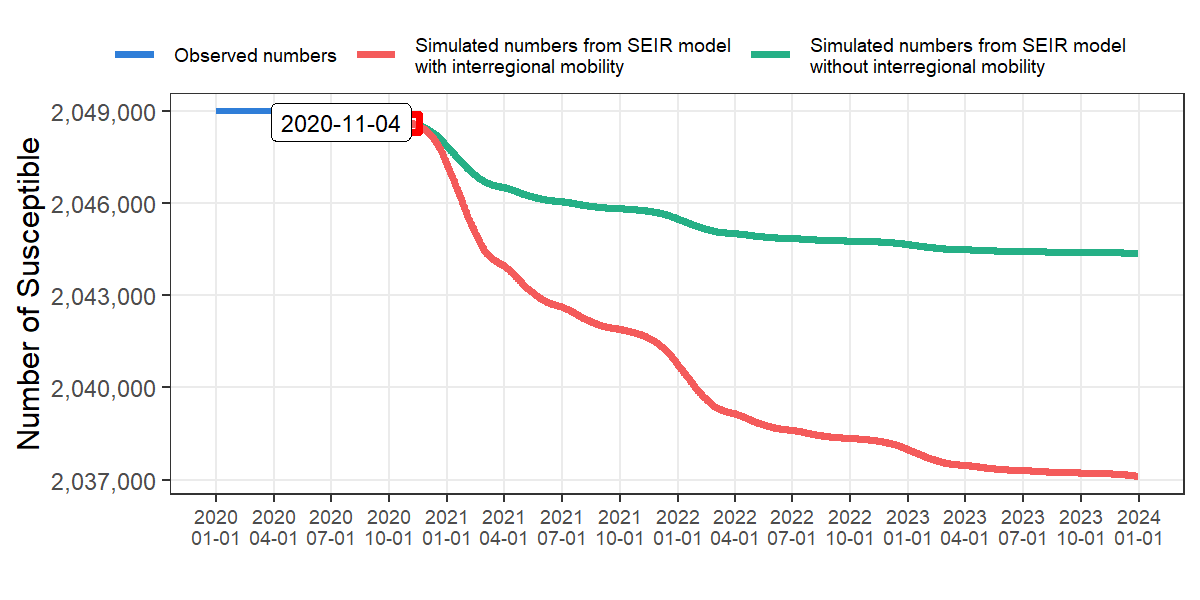 Observed numbers
Simulated numbers from SEIR model
with interregional mobility
Simulated numbers from SEIR model
without interregional mobility
Number of Susceptible
2,049,000
2,046,000
2,043,000
2,040,000
2,037,000
2020-11-04
2020 2020 2020 2020 2021 2021 2021 2021 2022 2022 2022 2022 2023 2023 2023 2023 2024
01-01 04-01 07-01 10-01 01-01 04-01 07-01 10-01 01-01 04-01 07-01 10-01 01-01 04-01 07-01 10-01 01-01